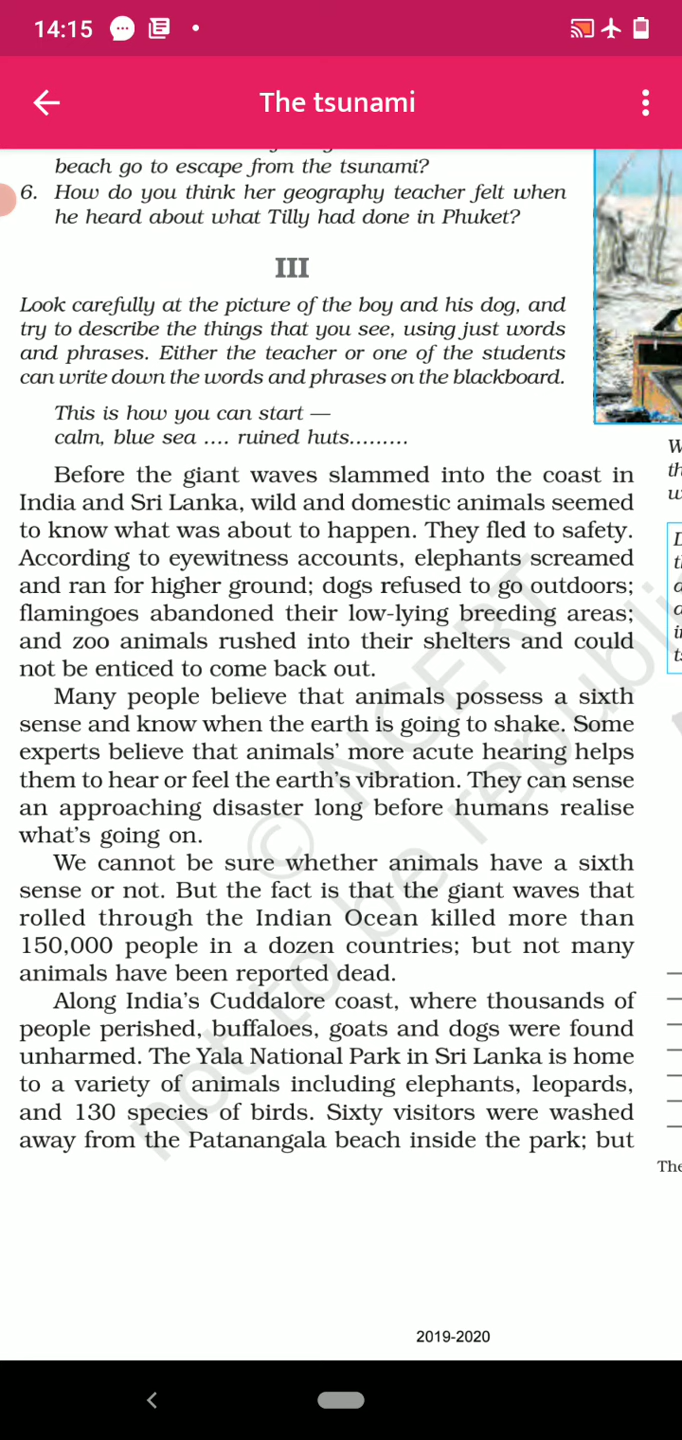 14:15
The tsunami
beach go to escape from the tsunami?
6. How do you think her geography teacher felt when
he heard about what Tilly had done in Phuket?
III
Look carefully at the picture of the boy and his dog, and
try to describe the things that you see, using just words
and phrases. Either the teacher or one of the students
can write down the words and phrases on the blackboard.
This is how you can start —
calm, blue sea .... ruined huts.........
Before the giant waves slammed into the coast in
India and Sri Lanka, wild and domestic animals seemed
to know what was about to happen. They fled to safety.
According to eyewitness accounts, elephants screamed
and ran for higher ground; dogs refused to go outdoors;
flamingoes abandoned their low-lying breeding areas;
and zoo animals rushed into their shelters and could
not be enticed to come back out.
Many people believe that animals possess a sixth
sense and know when the earth is going to shake. Some
experts believe that animals' more acute hearing helps
them to hear or feel the earth's vibration. They can sense
an approaching disaster long before humans realise
what's going on.
We cannot be sure whether animals have a sixth
sense or not. But the fact is that the giant waves that
rolled through the Indian Ocean killed more than
150,000 people in a dozen countries; but not many
animals have been reported dead.
Along India's Cuddalore coast, where thousands of
people perished, buffaloes, goats and dogs were found
unharmed. The Yala National Park in Sri Lanka is home
to a variety of animals including elephants, leopards,
and 130 species of birds. Sixty visitors were washed
away from the Patanangala beach inside the park; but
© NCERT
not to be republi
The
2019-2020